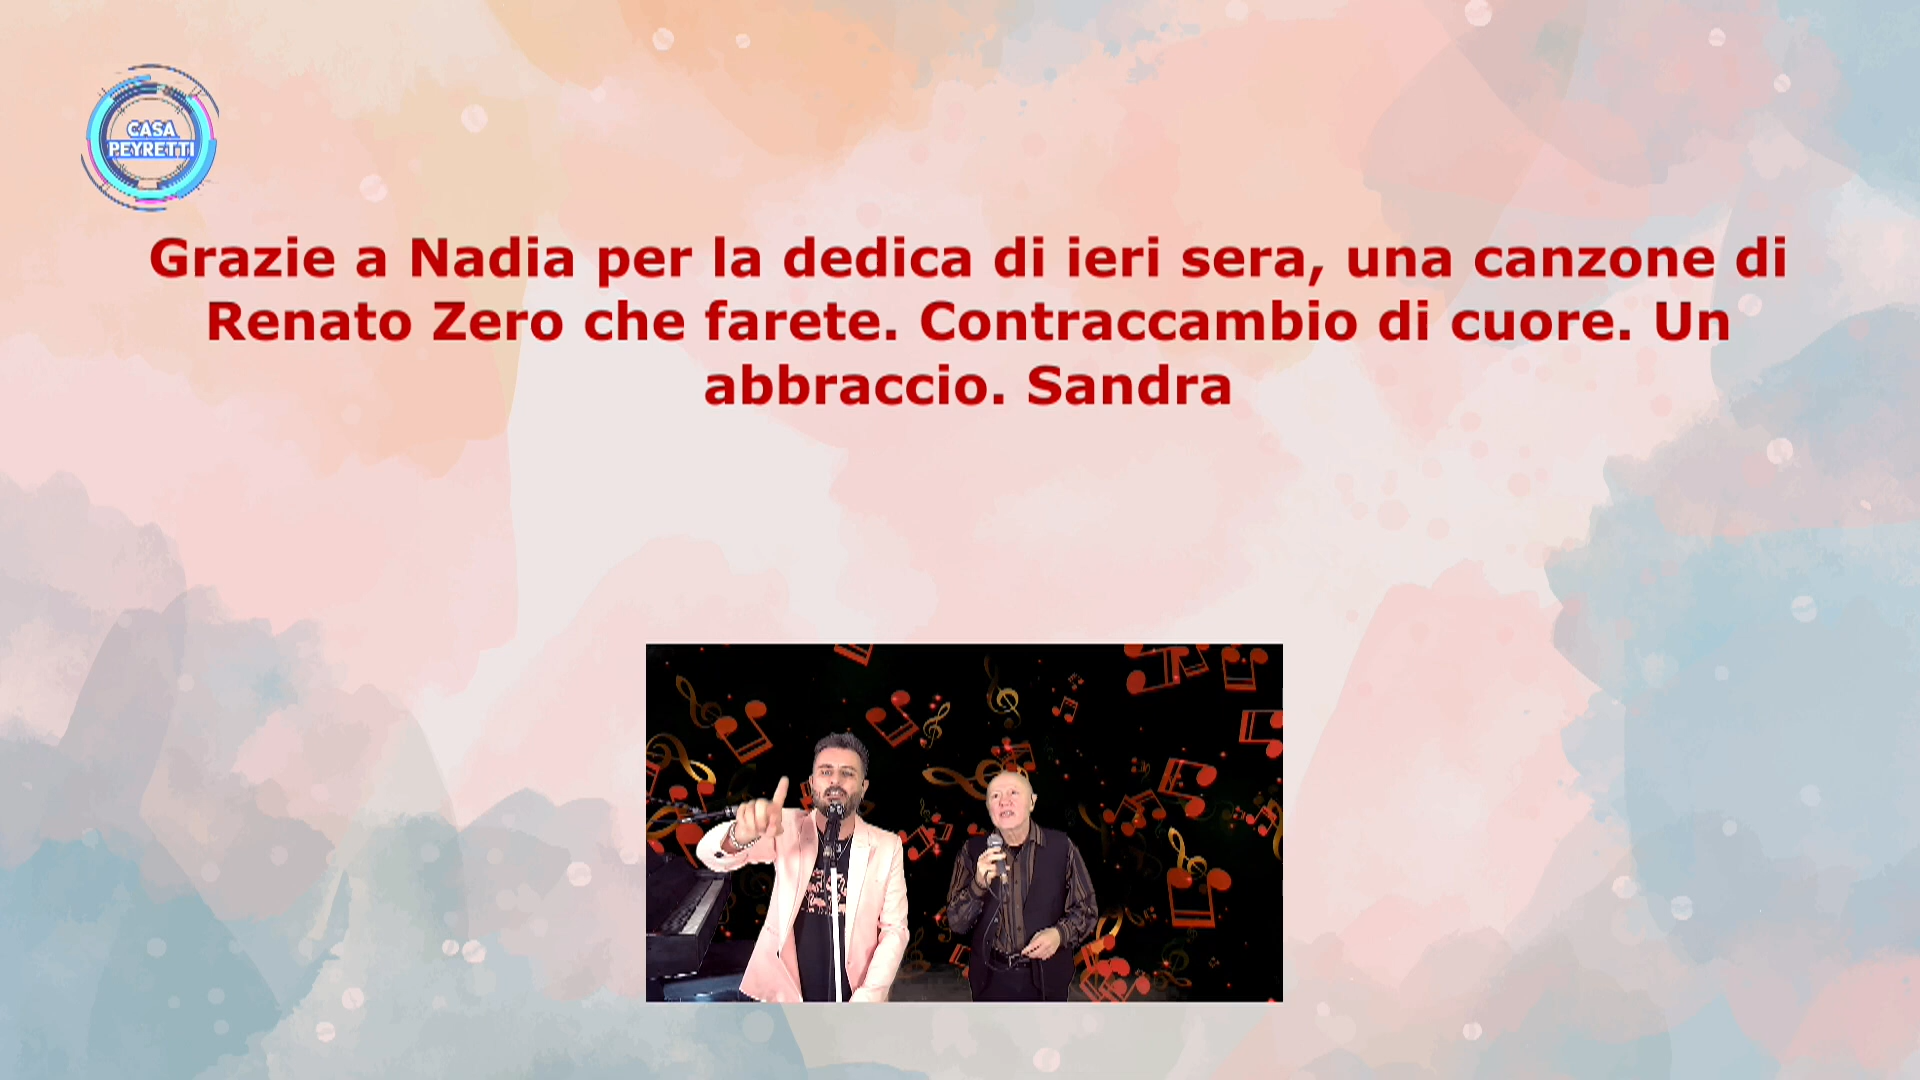 CASA
PEYRETTI
Grazie a Nadia per la dedica di ieri sera, una canzone di
Renato Zero che farete. Contraccambio di cuore. Un
abbraccio. Sandra